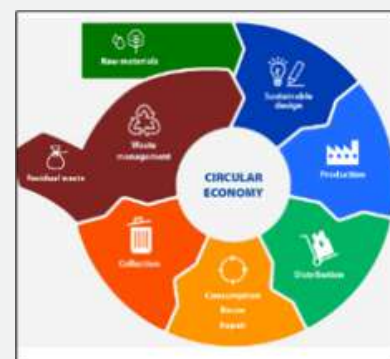 Raw materials
Sustainable
design
Production
Distribution
Consumption
Reuse
Repair
Collection
Waste
management
Residual waste
CIRCULAR
ECONOMY